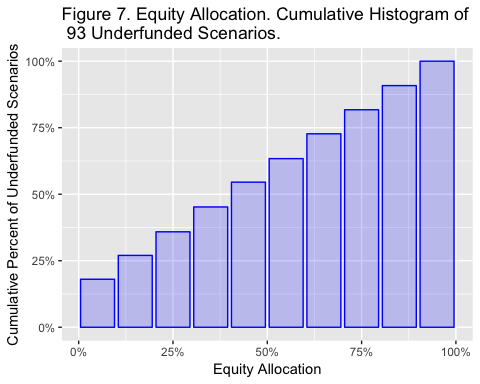 Figure 7. Equity Allocation. Cumulative Histogram of
93 Underfunded Scenarios.
Cumulative Percent of Underfunded Scenarios
100%
75%
50%
25%
0%
0%
25%
50%
75%
100%
Equity Allocation